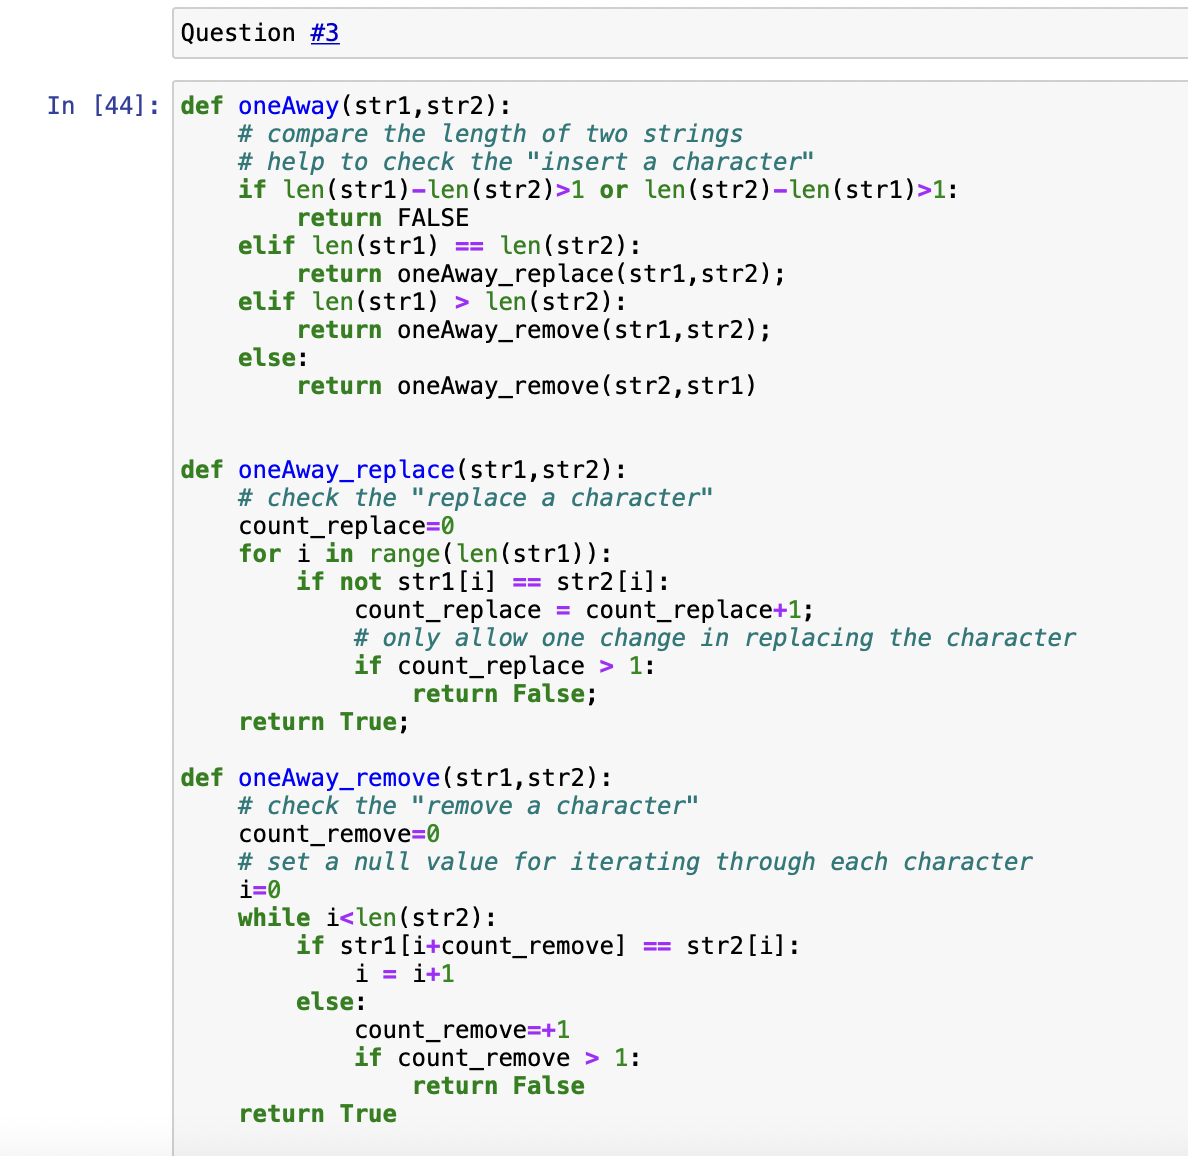 Question #3
In [44]:
def oneAway(str1,str2):
    # compare the length of two strings
    # help to check the "insert a character"
    if len(str1)-len(str2)>1 or len(str2)-len(str1)>1:
        return FALSE
    elif len(str1) == len(str2):
        return oneAway_replace(str1,str2);
    elif len(str1) > len(str2):
        return oneAway_remove(str1,str2);
    else:
        return oneAway_remove(str2,str1)
def oneAway_replace(str1,str2):
    # check the "replace a character"
    count_replace=0
    for i in range(len(str1)):
        if not str1[i] == str2[i]:
            count_replace = count_replace+1;
            # only allow one change in replacing the character
            if count_replace > 1:
                return False;
    return True;
def oneAway_remove(str1,str2):
    # check the "remove a character"
    count_remove=0
    # set a null value for iterating through each character
    i=0
    while i<len(str2):
        if str1[i+count_remove] == str2[i]:
            i = i+1
        else:
            count_remove=+1
            if count_remove > 1:
                return False
    return True